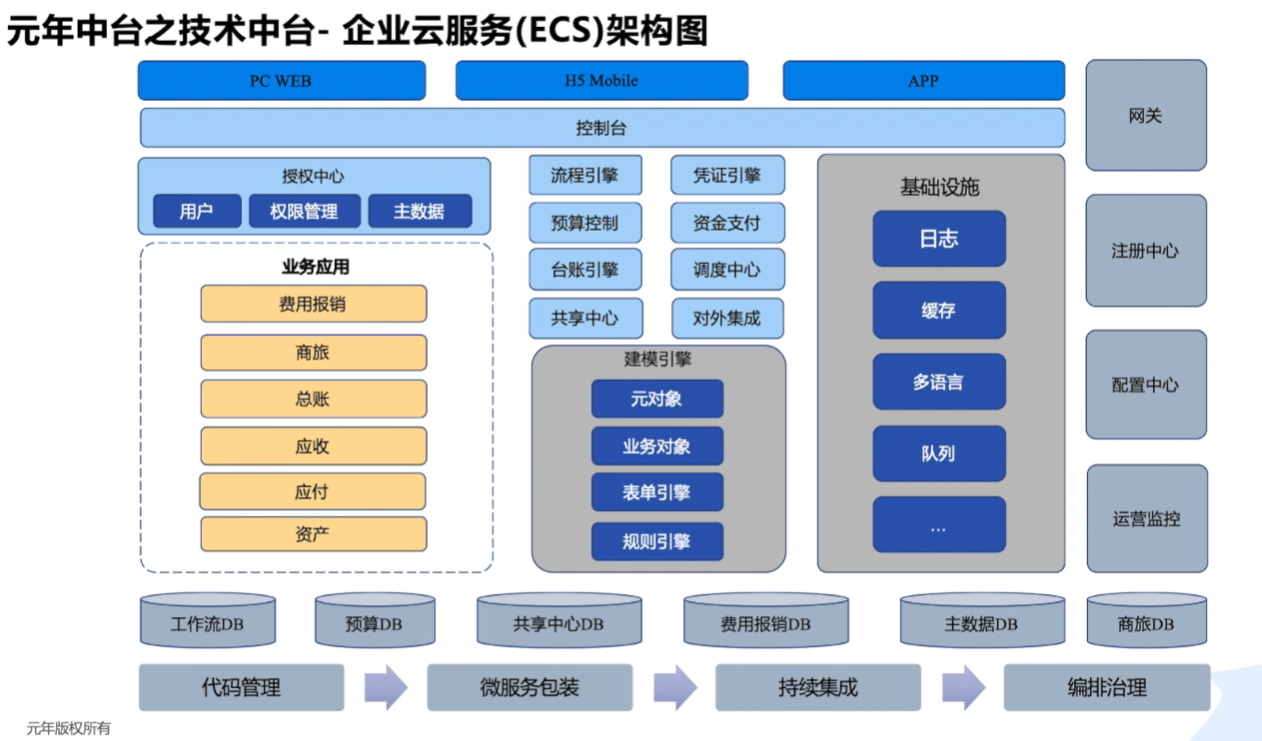 元年中台之技术中台- 企业云服务(ECS)架构图
PC WEB
H5 Mobile
APP
控制台
授权中心
用户
权限管理
主数据
业务应用
费用报销
商旅
总账
应收
应付
资产
流程引擎
凭证引擎
预算控制
资金支付
台账引擎
调度中心
共享中心
对外集成
建模引擎
元对象
业务对象
表单引擎
规则引擎
基础设施
日志
缓存
多语言
队列
...
网关
注册中心
配置中心
运营监控
工作流DB
预算DB
共享中心DB
费用报销DB
主数据DB
商旅DB
代码管理
微服务包装
持续集成
编排治理
元年版权所有